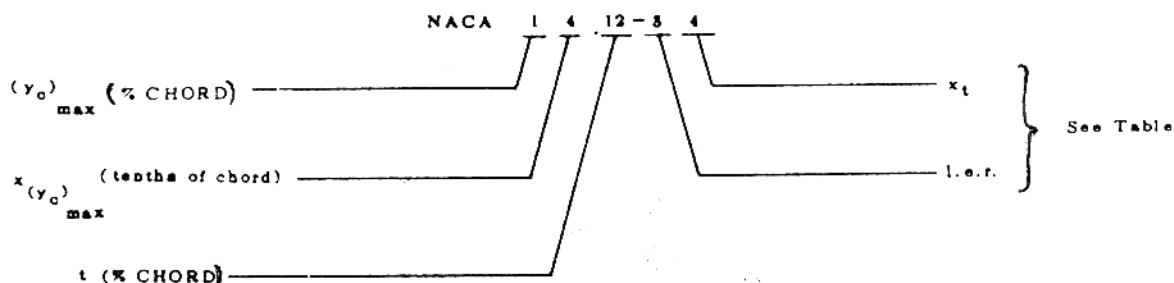 NACA 1 4 .12-3 4
(y_c)_max (% CHORD)
x_t
See Table
x_(y_c)_max (tenths of chord)
l.e.r.
t (% CHORD)